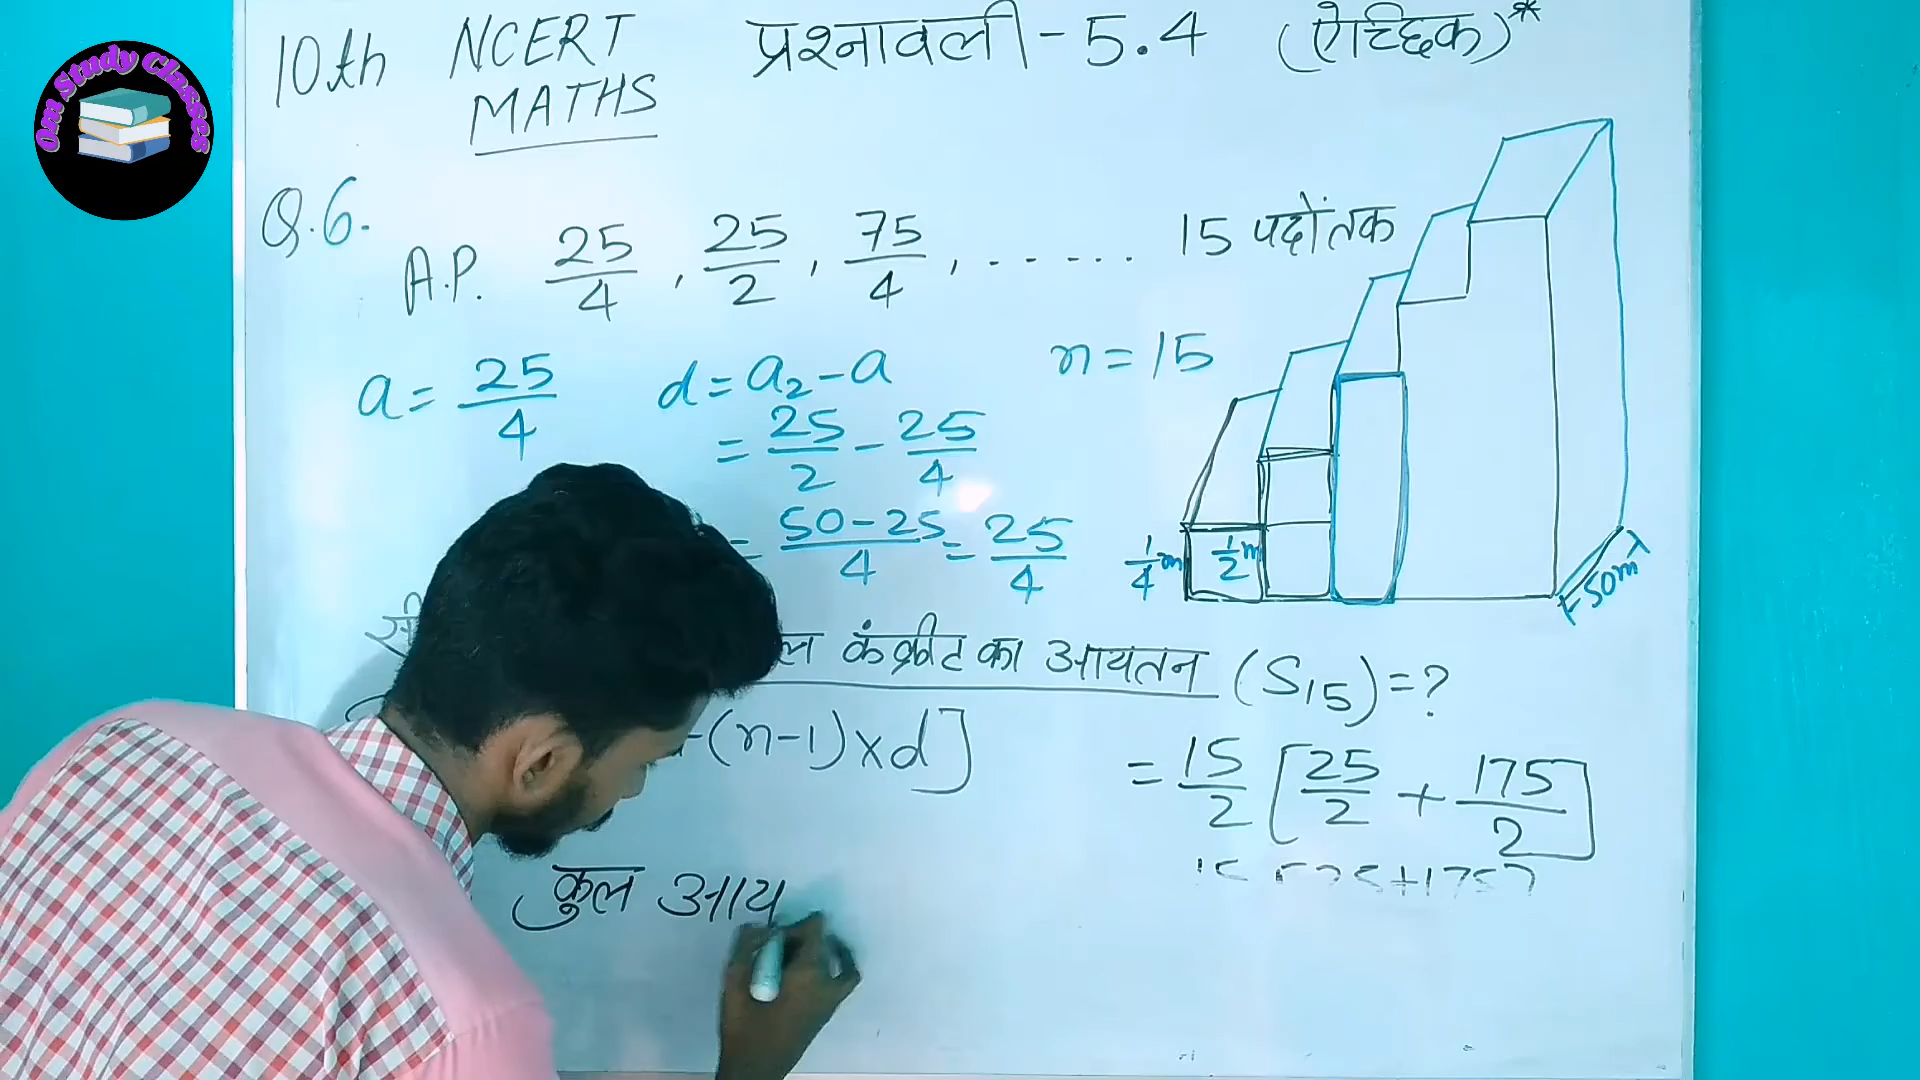 Om Study Classes
10th NCERT MATHS
प्रश्नावली - 5.4 (ऐच्छिक)*
Q.6.
A.P. 25/4, 25/2, 75/4, ...... 15 पदों तक
a = 25/4
d = a₂ - a
= 25/2 - 25/4
= 50-25/4 = 25/4
n = 15
1/4 m
1/2 m
50m
कंक्रीट का आयतन (S₁₅) = ?
(n-1)×d]
= 15/2 [25/2 + 175/2]
कुल आय